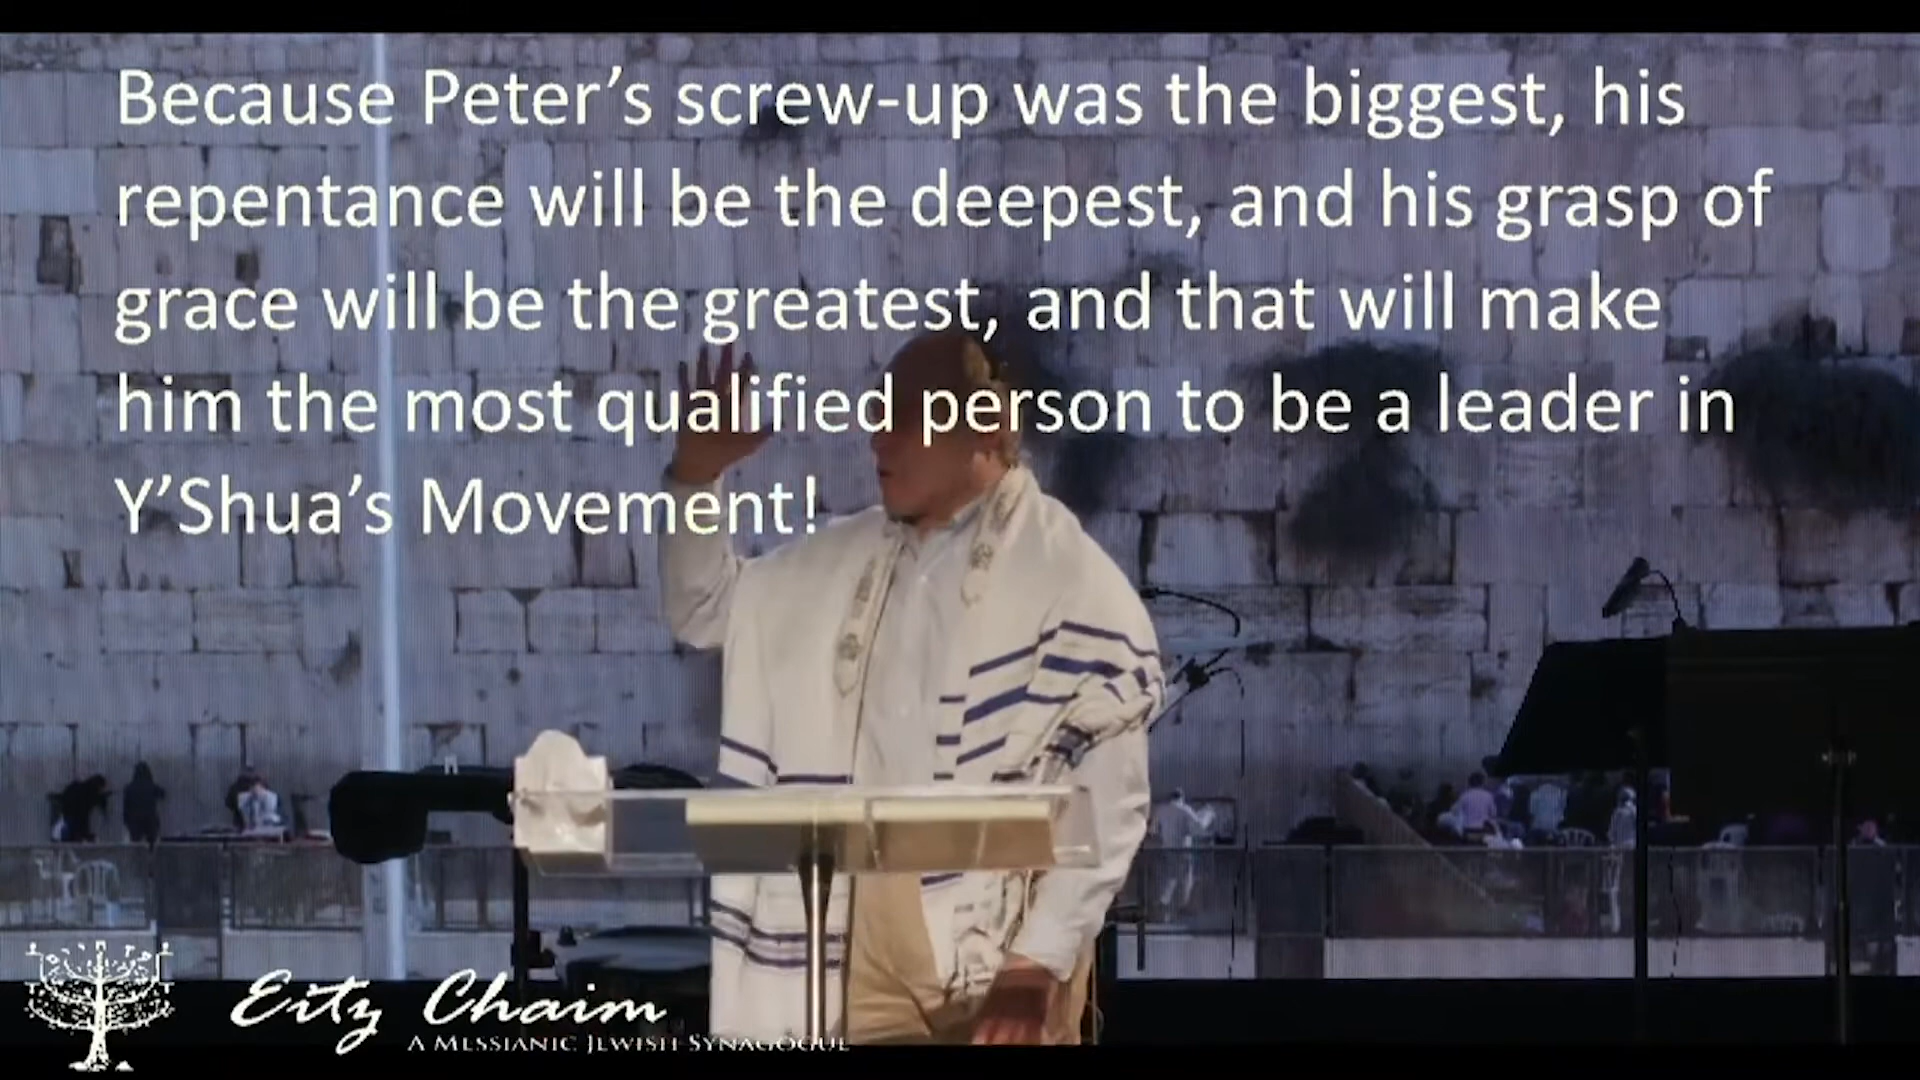 Because Peter’s screw-up was the biggest, his
repentance will be the deepest, and his grasp of
grace will be the greatest, and that will make
him the most qualified person to be a leader in
Y’Shua’s Movement!
Eitz Chaim
A Messianic Jewish Synagogue